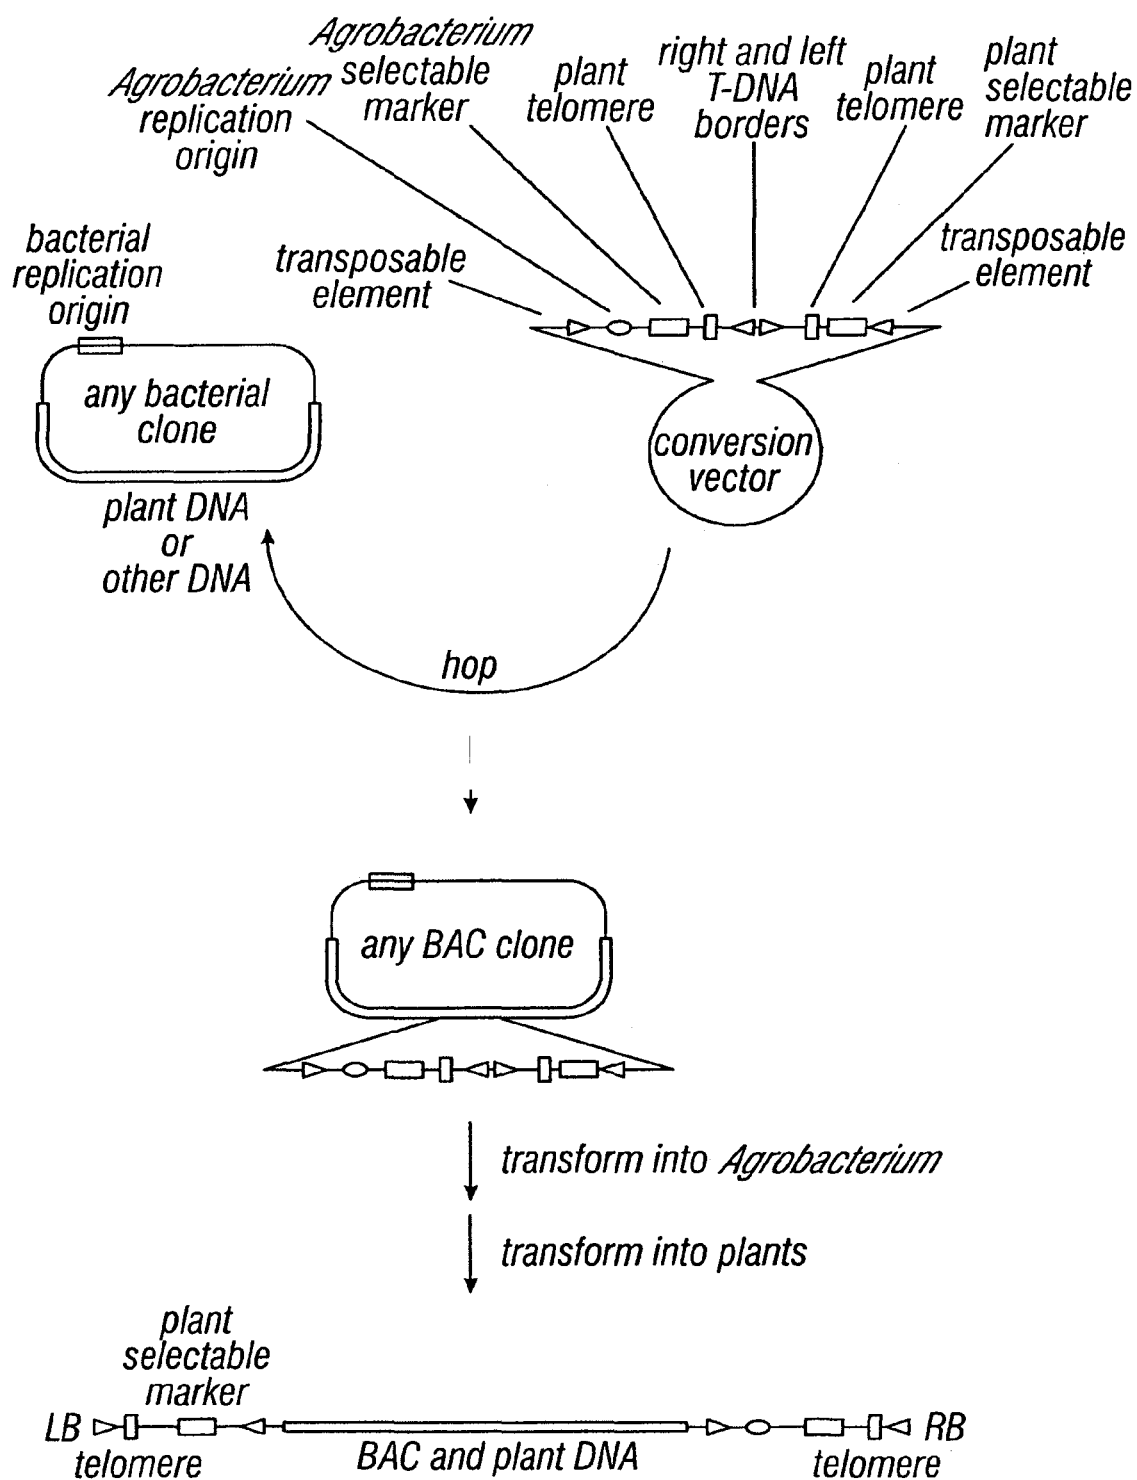 Agrobacterium
replication
origin
Agrobacterium
selectable
marker
plant
telomere
right and left
T-DNA
borders
plant
telomere
plant
selectable
marker
bacterial
replication
origin
transposable
element
transposable
element
any bacterial
clone
conversion
vector
plant DNA
or
other DNA
hop
any BAC clone
transform into Agrobacterium
transform into plants
plant
selectable
marker
LB
RB
telomere
BAC and plant DNA
telomere